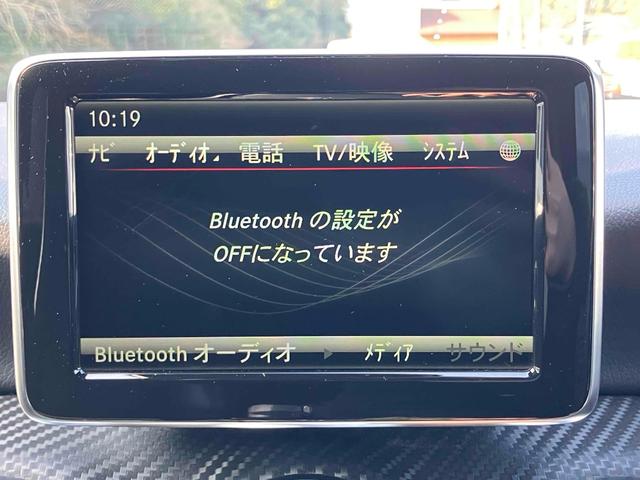 10:19
ナビ オーディオ 電話 TV/映像 システム
Bluetooth の設定が
OFFになっています
Bluetooth オーディオ メディア サウンド